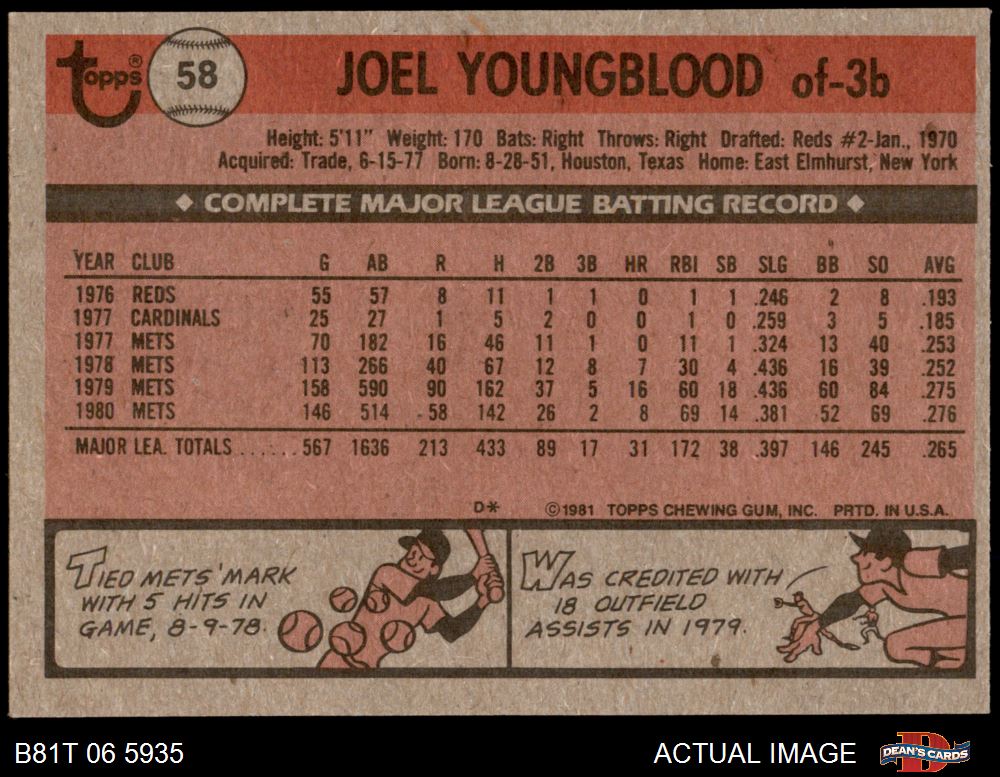 Topps® 58 JOEL YOUNGBLOOD of-3b
Height: 5'11" Weight: 170 Bats: Right Throws: Right Drafted: Reds #2-Jan., 1970
Acquired: Trade, 6-15-77 Born: 8-28-51, Houston, Texas Home: East Elmhurst, New York
◆ COMPLETE MAJOR LEAGUE BATTING RECORD ◆
YEAR CLUB G AB R H 2B 3B HR RBI SB SLG BB SO AVG
1976 REDS 55 57 8 11 1 1 0 1 1 .246 2 8 .193
1977 CARDINALS 25 27 1 5 2 0 0 1 0 .259 3 5 .185
1977 METS 70 182 16 46 11 1 0 11 1 .324 13 40 .253
1978 METS 113 266 40 67 12 8 7 30 4 .436 16 39 .252
1979 METS 158 590 90 162 37 5 16 60 18 .436 60 84 .275
1980 METS 146 514 58 142 26 2 8 69 14 .381 52 69 .276
MAJOR LEA. TOTALS ...... 567 1636 213 433 89 17 31 172 38 .397 146 245 .265
D* ©1981 TOPPS CHEWING GUM, INC. PRTD. IN U.S.A.
TIED METS' MARK
WITH 5 HITS IN
GAME, 8-9-78.
WAS CREDITED WITH
18 OUTFIELD
ASSISTS IN 1979.
B81T 06 5935 ACTUAL IMAGE DEAN'S CARDS